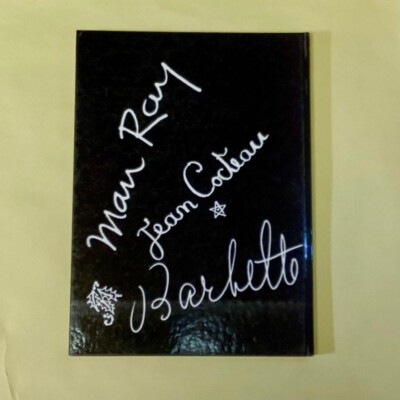 Man Ray
Jean Cocteau
Barbette